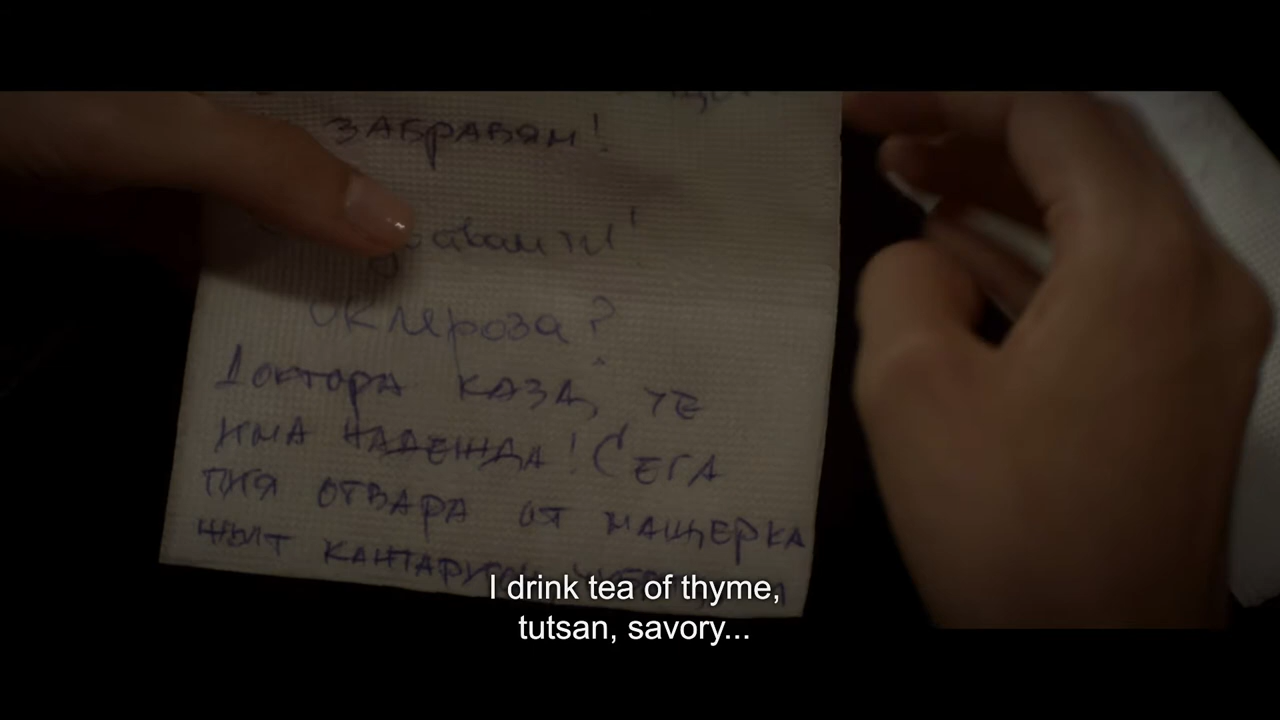 ЗАБРАВЯМ!
Доктора КАЗА, ЧЕ
ИМА НАДЕЖДА! СЕГА
ПИЯ ОТВАРА ОТ МАЩЕРКА
ЖЪЛТ КАНТАРИОН
I drink tea of thyme,
tutsan, savory...